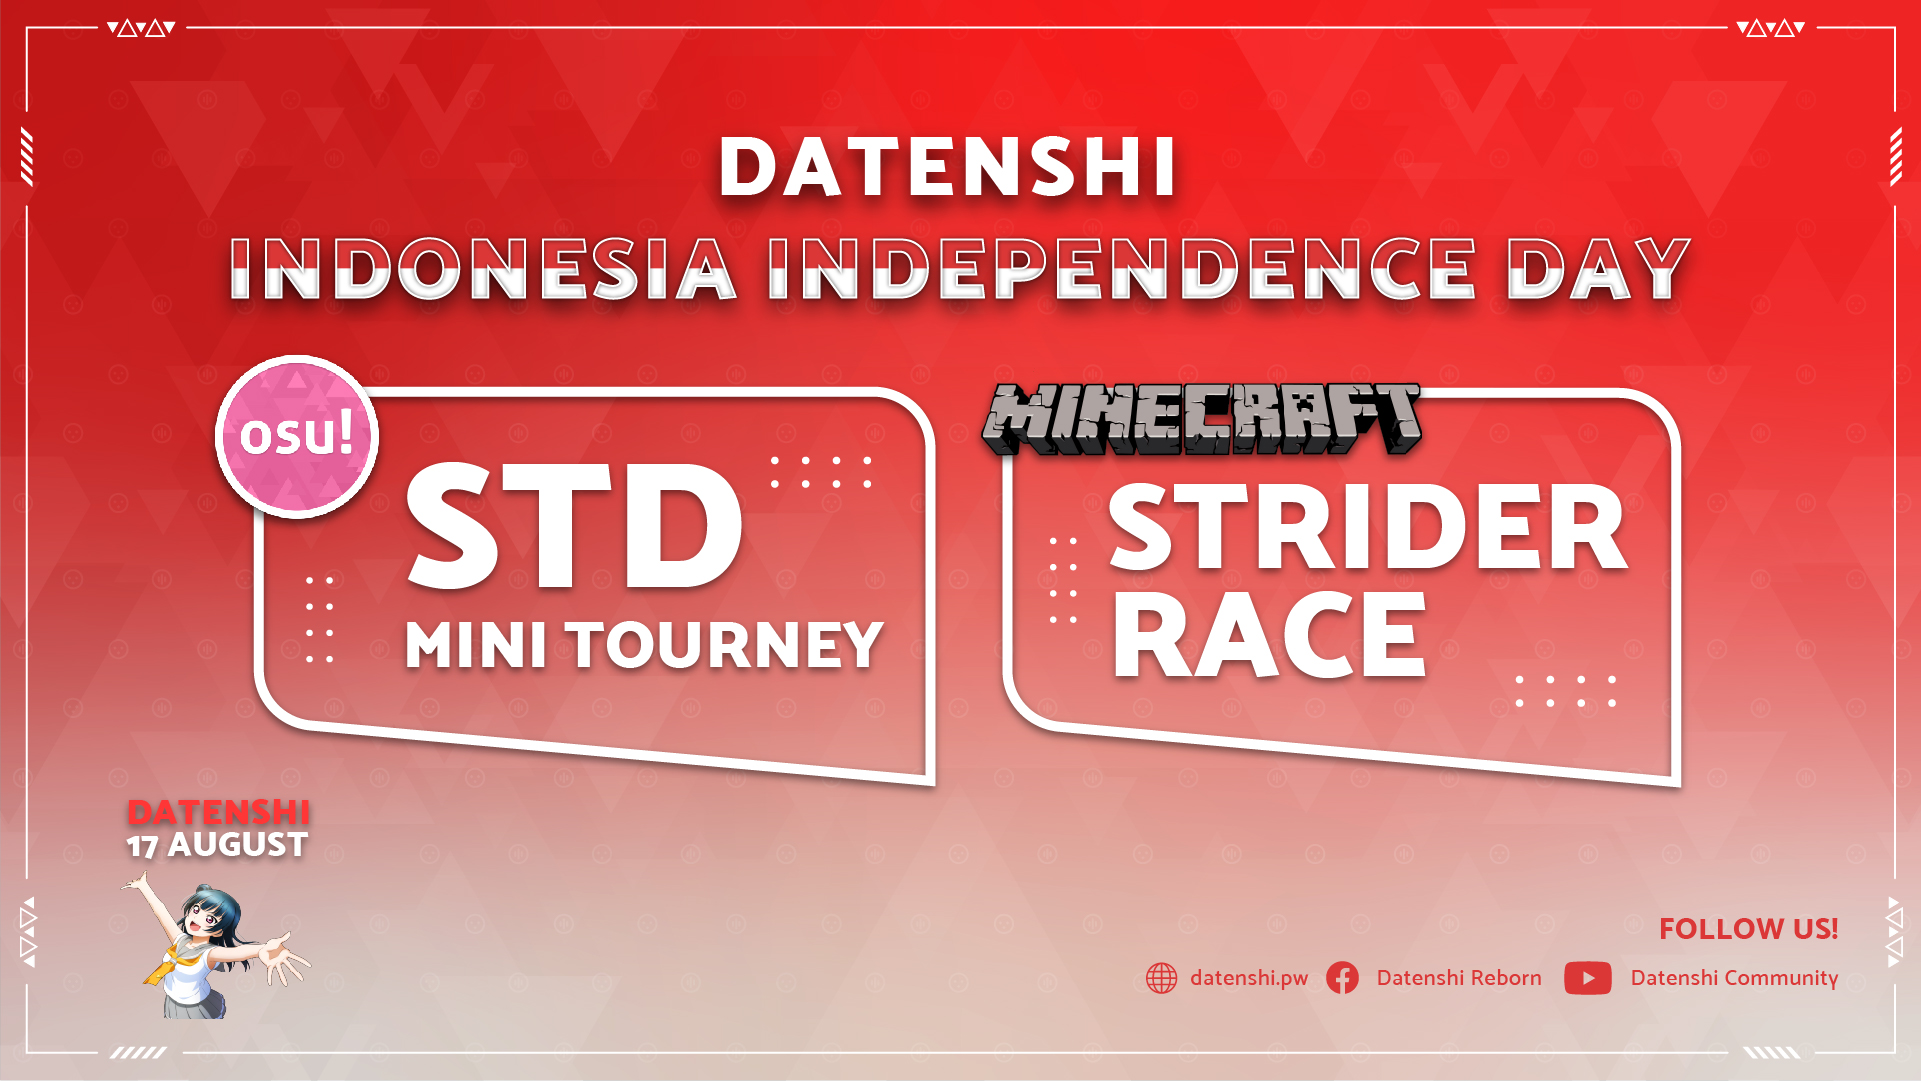 DATENSHI
INDONESIA INDEPENDENCE DAY
osu!
STD
MINI TOURNEY
MINECRAFT
STRIDER
RACE
DATENSHI
17 AUGUST
FOLLOW US!
datenshi.pw
Datenshi Reborn
Datenshi Community